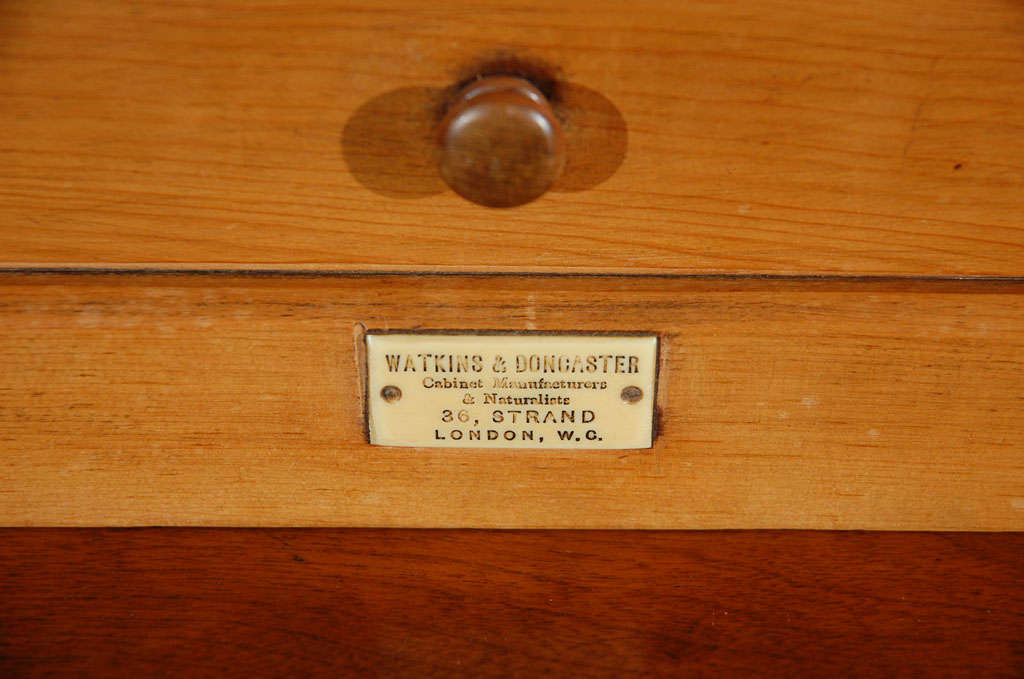 WATKINS & DONCASTER
Cabinet Manufacturers
& Naturalists
36, STRAND
LONDON, W.C.